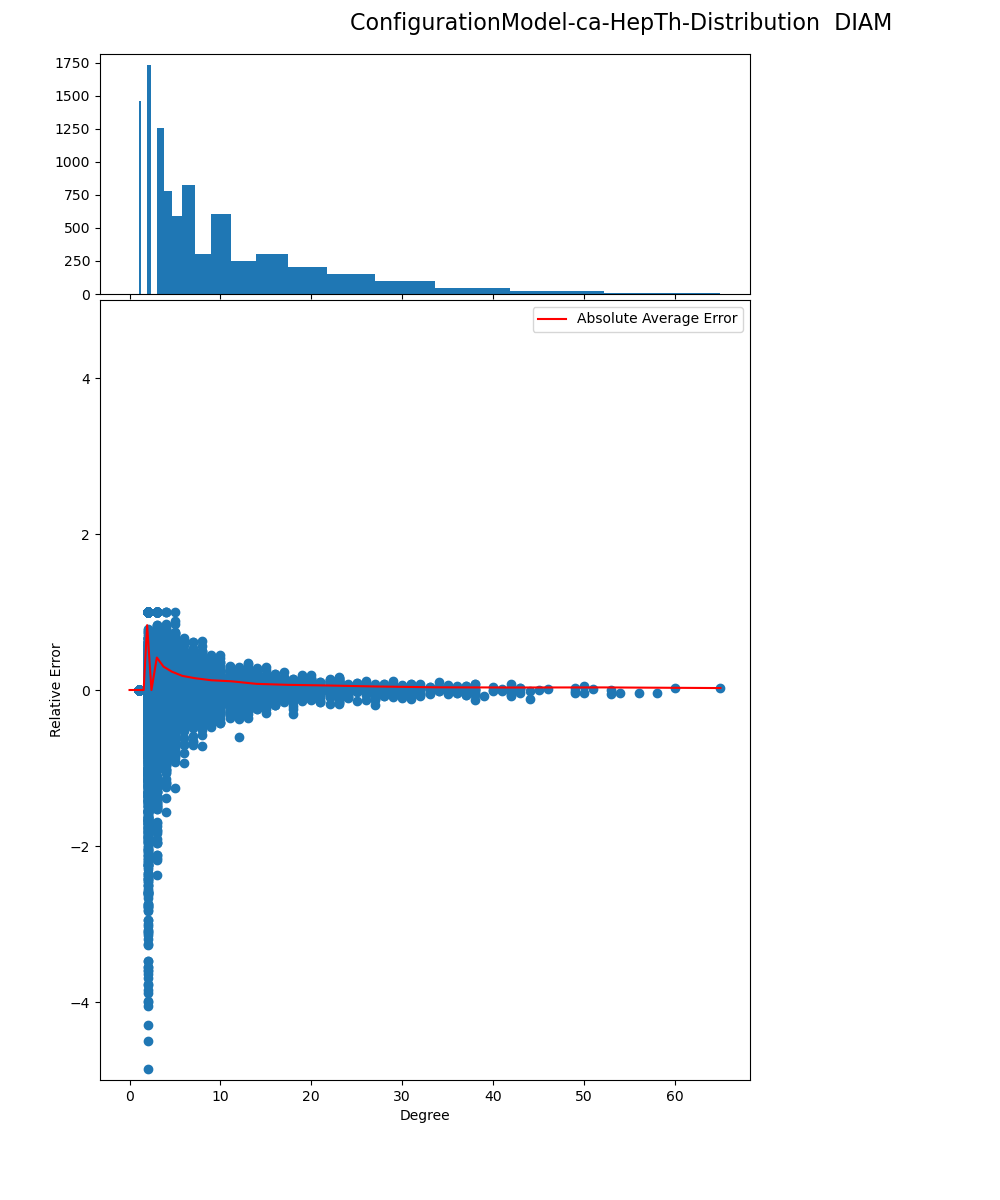 ConfigurationModel-ca-HepTh-Distribution  DIAM
1750
1500
1250
1000
750
500
250
0
Absolute Average Error
4
2
0
−2
−4
Relative Error
0 10 20 30 40 50 60
Degree